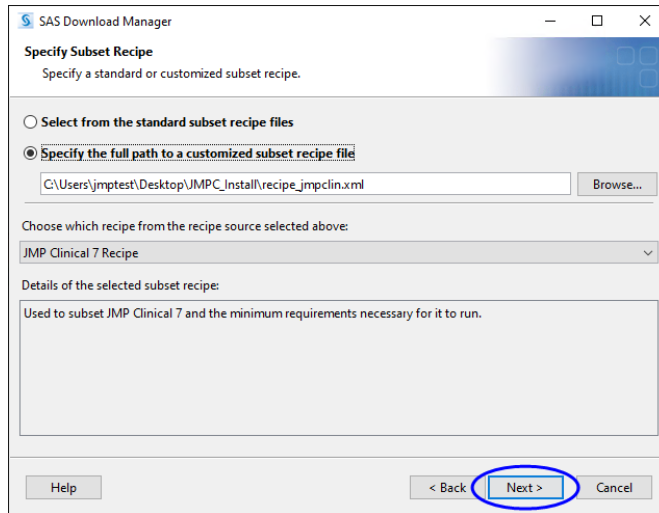 SAS Download Manager
Specify Subset Recipe
Specify a standard or customized subset recipe.
Select from the standard subset recipe files
Specify the full path to a customized subset recipe file
C:\Users\jmptest\Desktop\JMPC_Install\recipe_jmpclin.xml
Browse...
Choose which recipe from the recipe source selected above:
JMP Clinical 7 Recipe
Details of the selected subset recipe:
Used to subset JMP Clinical 7 and the minimum requirements necessary for it to run.
Help
< Back
Next >
Cancel